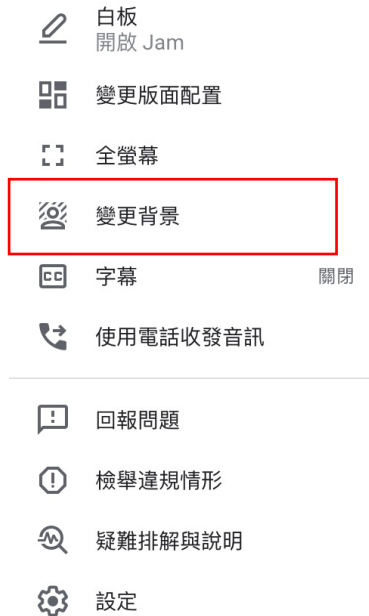 白板
開啟 Jam
變更版面配置
全螢幕
變更背景
CC 字幕 關閉
使用電話收發音訊
回報問題
檢舉違規情形
疑難排解與說明
設定